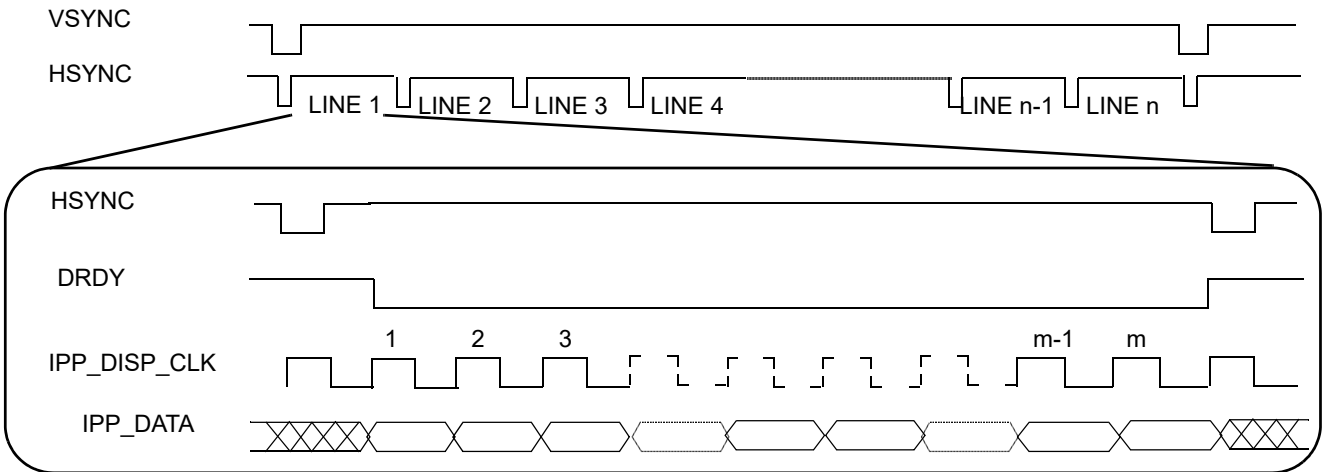 VSYNC
HSYNC
LINE 1 LINE 2 LINE 3 LINE 4 LINE n-1 LINE n
HSYNC
DRDY
1 2 3 m-1 m
IPP_DISP_CLK
IPP_DATA